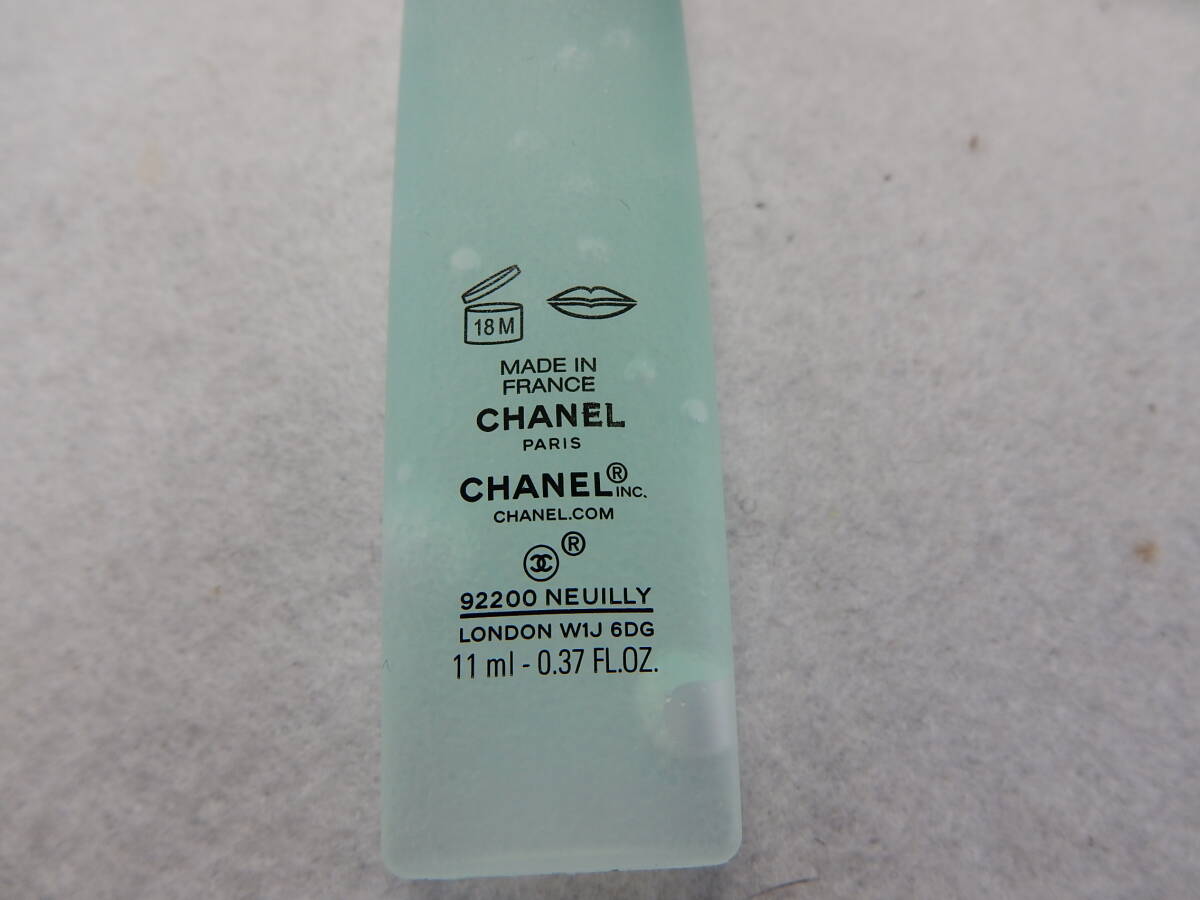 18M
MADE IN
FRANCE
CHANEL
PARIS
CHANEL® INC.
CHANEL.COM
®
92200 NEUILLY
LONDON W1J 6DG
11 ml - 0.37 FL.OZ.